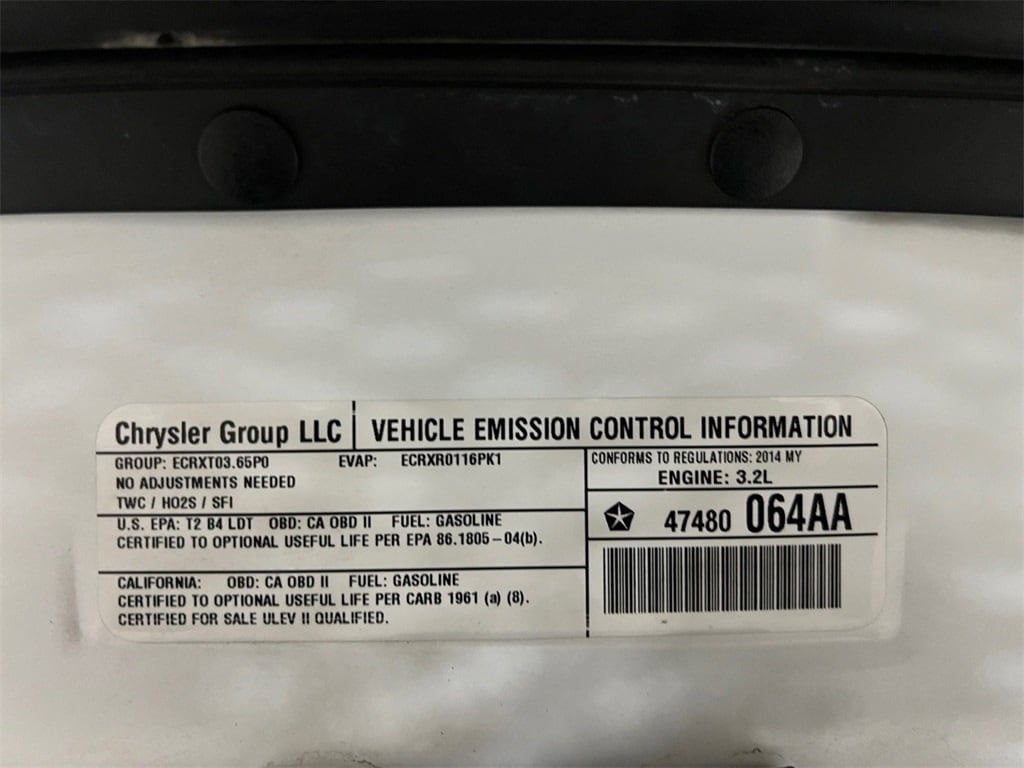 Chrysler Group LLC VEHICLE EMISSION CONTROL INFORMATION
GROUP: ECRXT03.65P0 EVAP: ECRXR0116PK1
NO ADJUSTMENTS NEEDED
TWC / HO2S / SFI
CONFORMS TO REGULATIONS: 2014 MY
ENGINE: 3.2L
47480 064AA
U.S. EPA: T2 B4 LDT OBD: CA OBD II FUEL: GASOLINE
CERTIFIED TO OPTIONAL USEFUL LIFE PER EPA 86.1805-04(b).
CALIFORNIA: OBD: CA OBD II FUEL: GASOLINE
CERTIFIED TO OPTIONAL USEFUL LIFE PER CARB 1961 (a) (8).
CERTIFIED FOR SALE ULEV II QUALIFIED.